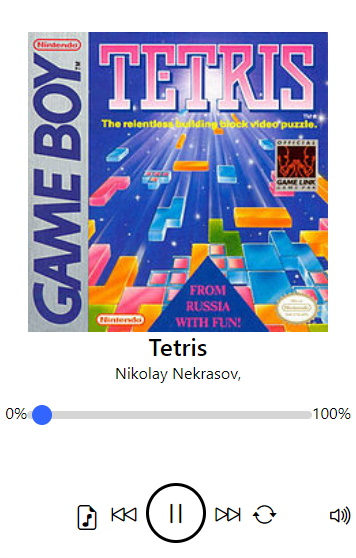 Nintendo
GAME BOY
TM
TETRIS
The relentless building block video puzzle.
OFFICIAL
GAME LINK
FROM
RUSSIA
WITH FUN!
Nintendo
Nintendo
Tetris
Nikolay Nekrasov,
0%
100%